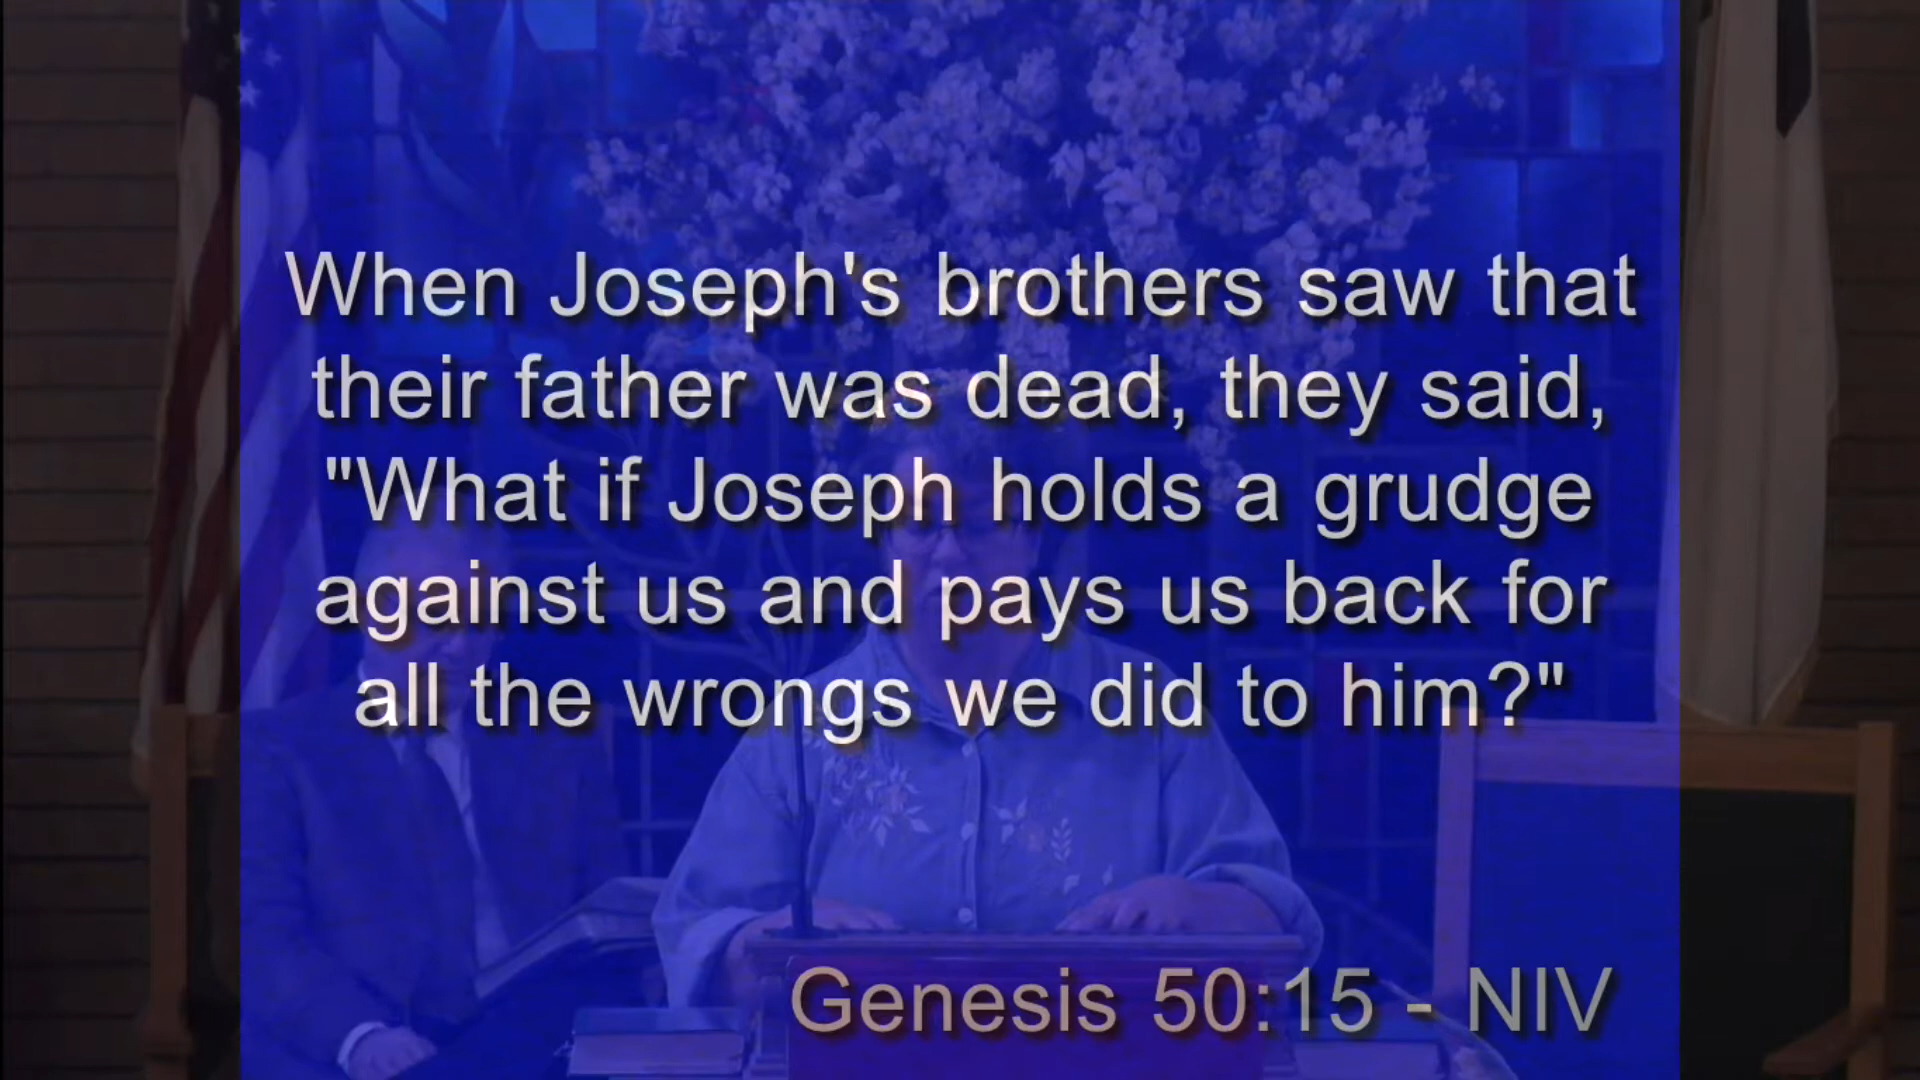 When Joseph's brothers saw that
their father was dead, they said,
"What if Joseph holds a grudge
against us and pays us back for
all the wrongs we did to him?"
Genesis 50:15 - NIV